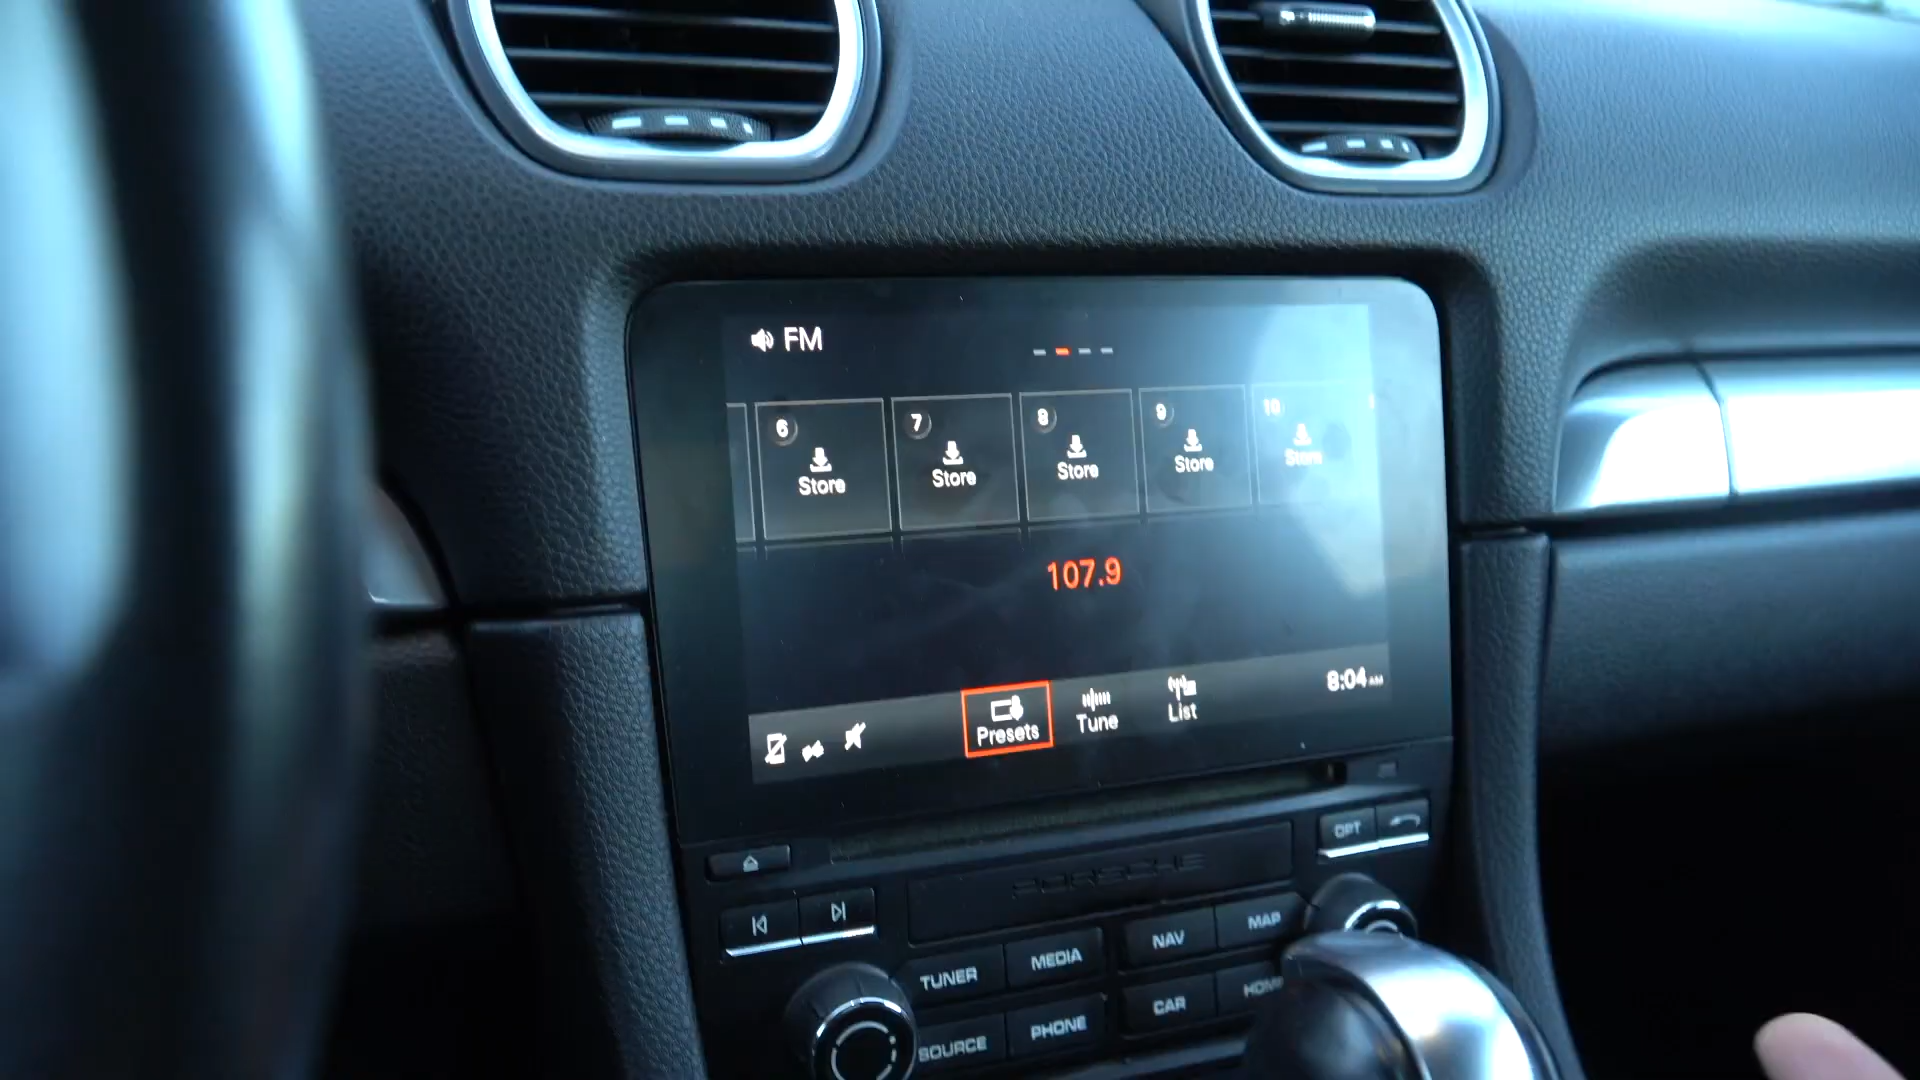 FM
6 7 8 9 10
Store Store Store Store Store
107.9
Presets Tune List 8:04 AM
OPT
PORSCHE
TUNER MEDIA NAV MAP
SOURCE PHONE CAR HOME